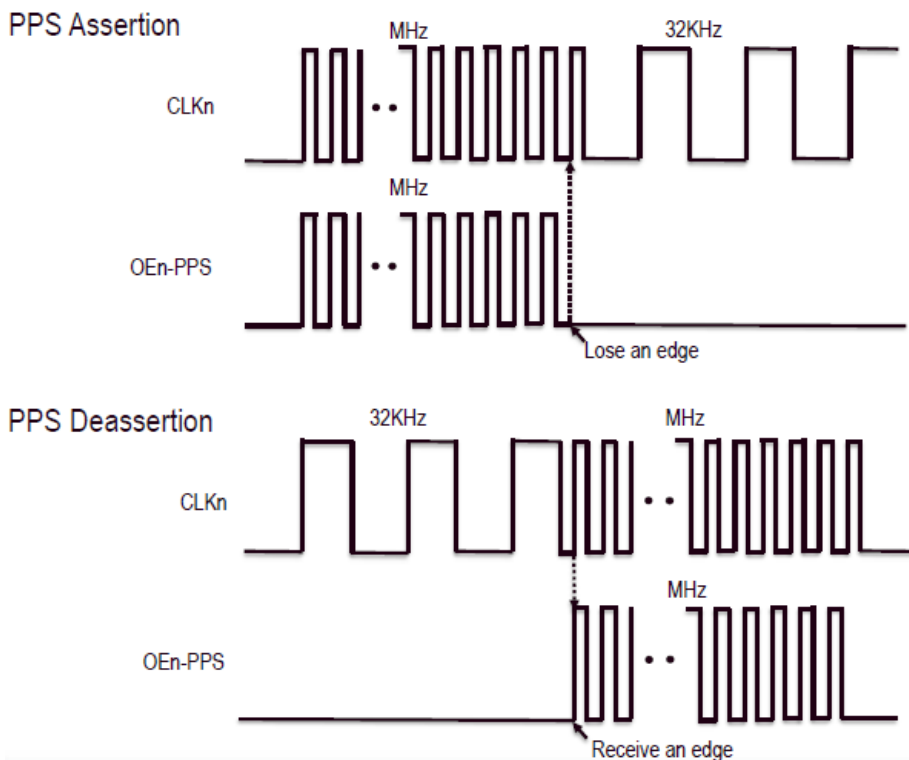 PPS Assertion
MHz
32KHz
CLKn
MHz
OEn-PPS
Lose an edge
PPS Deassertion
32KHz
MHz
CLKn
MHz
OEn-PPS
Receive an edge